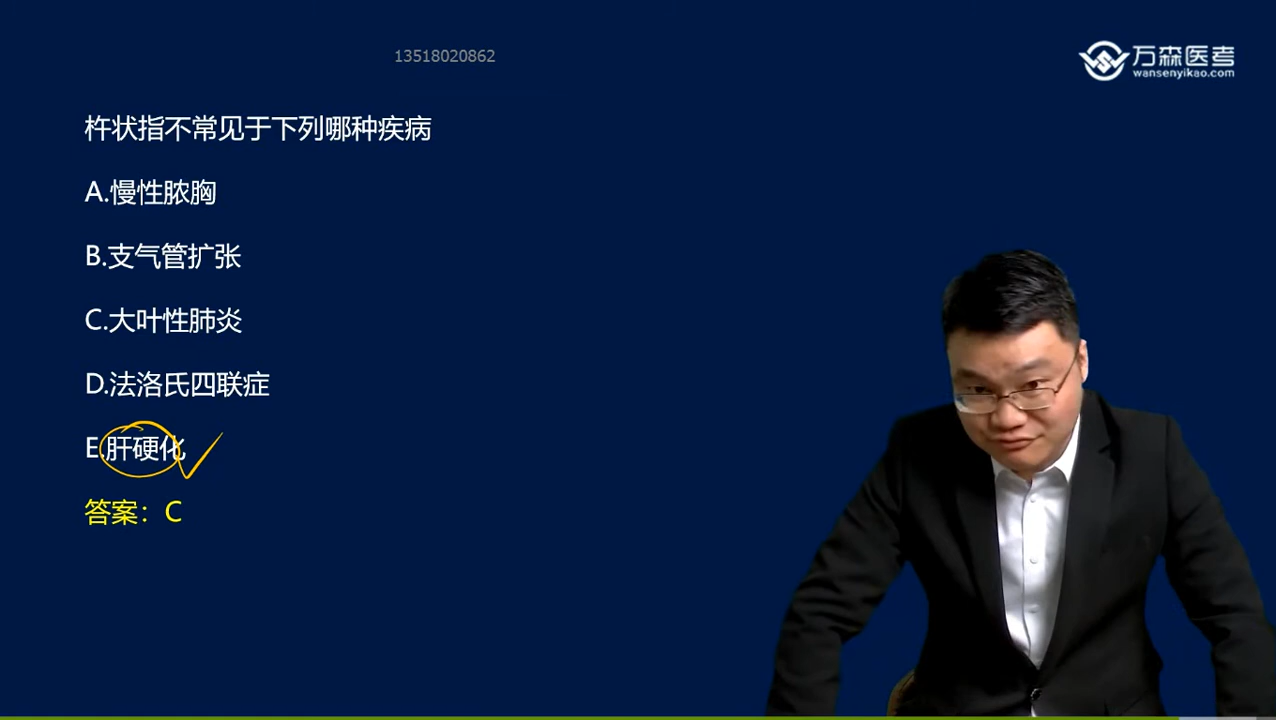 13518020862
万森医考
wansenyikao.com
杵状指不常见于下列哪种疾病
A.慢性脓胸
B.支气管扩张
C.大叶性肺炎
D.法洛氏四联症
E.肝硬化
答案：C